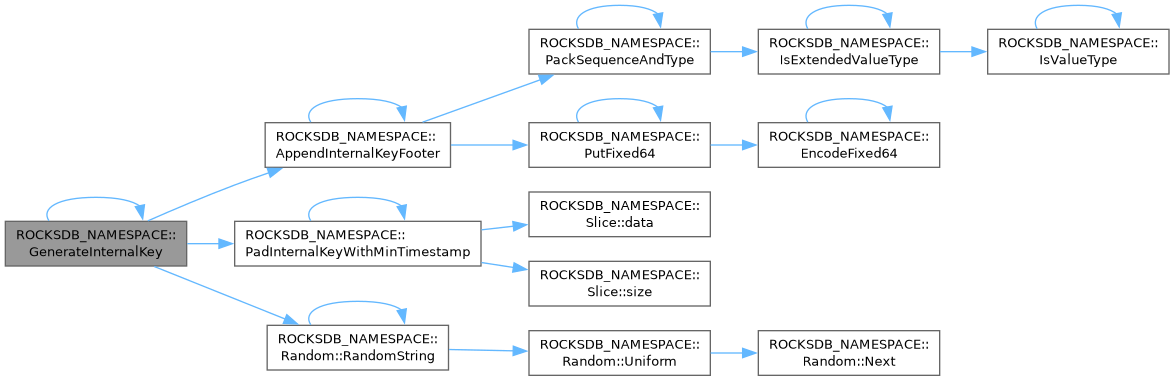 ROCKSDB_NAMESPACE::
GenerateInternalKey
ROCKSDB_NAMESPACE::
AppendInternalKeyFooter
ROCKSDB_NAMESPACE::
PackSequenceAndType
ROCKSDB_NAMESPACE::
IsExtendedValueType
ROCKSDB_NAMESPACE::
IsValueType
ROCKSDB_NAMESPACE::
PutFixed64
ROCKSDB_NAMESPACE::
EncodeFixed64
ROCKSDB_NAMESPACE::
PadInternalKeyWithMinTimestamp
ROCKSDB_NAMESPACE::
Slice::data
ROCKSDB_NAMESPACE::
Slice::size
ROCKSDB_NAMESPACE::
Random::RandomString
ROCKSDB_NAMESPACE::
Random::Uniform
ROCKSDB_NAMESPACE::
Random::Next